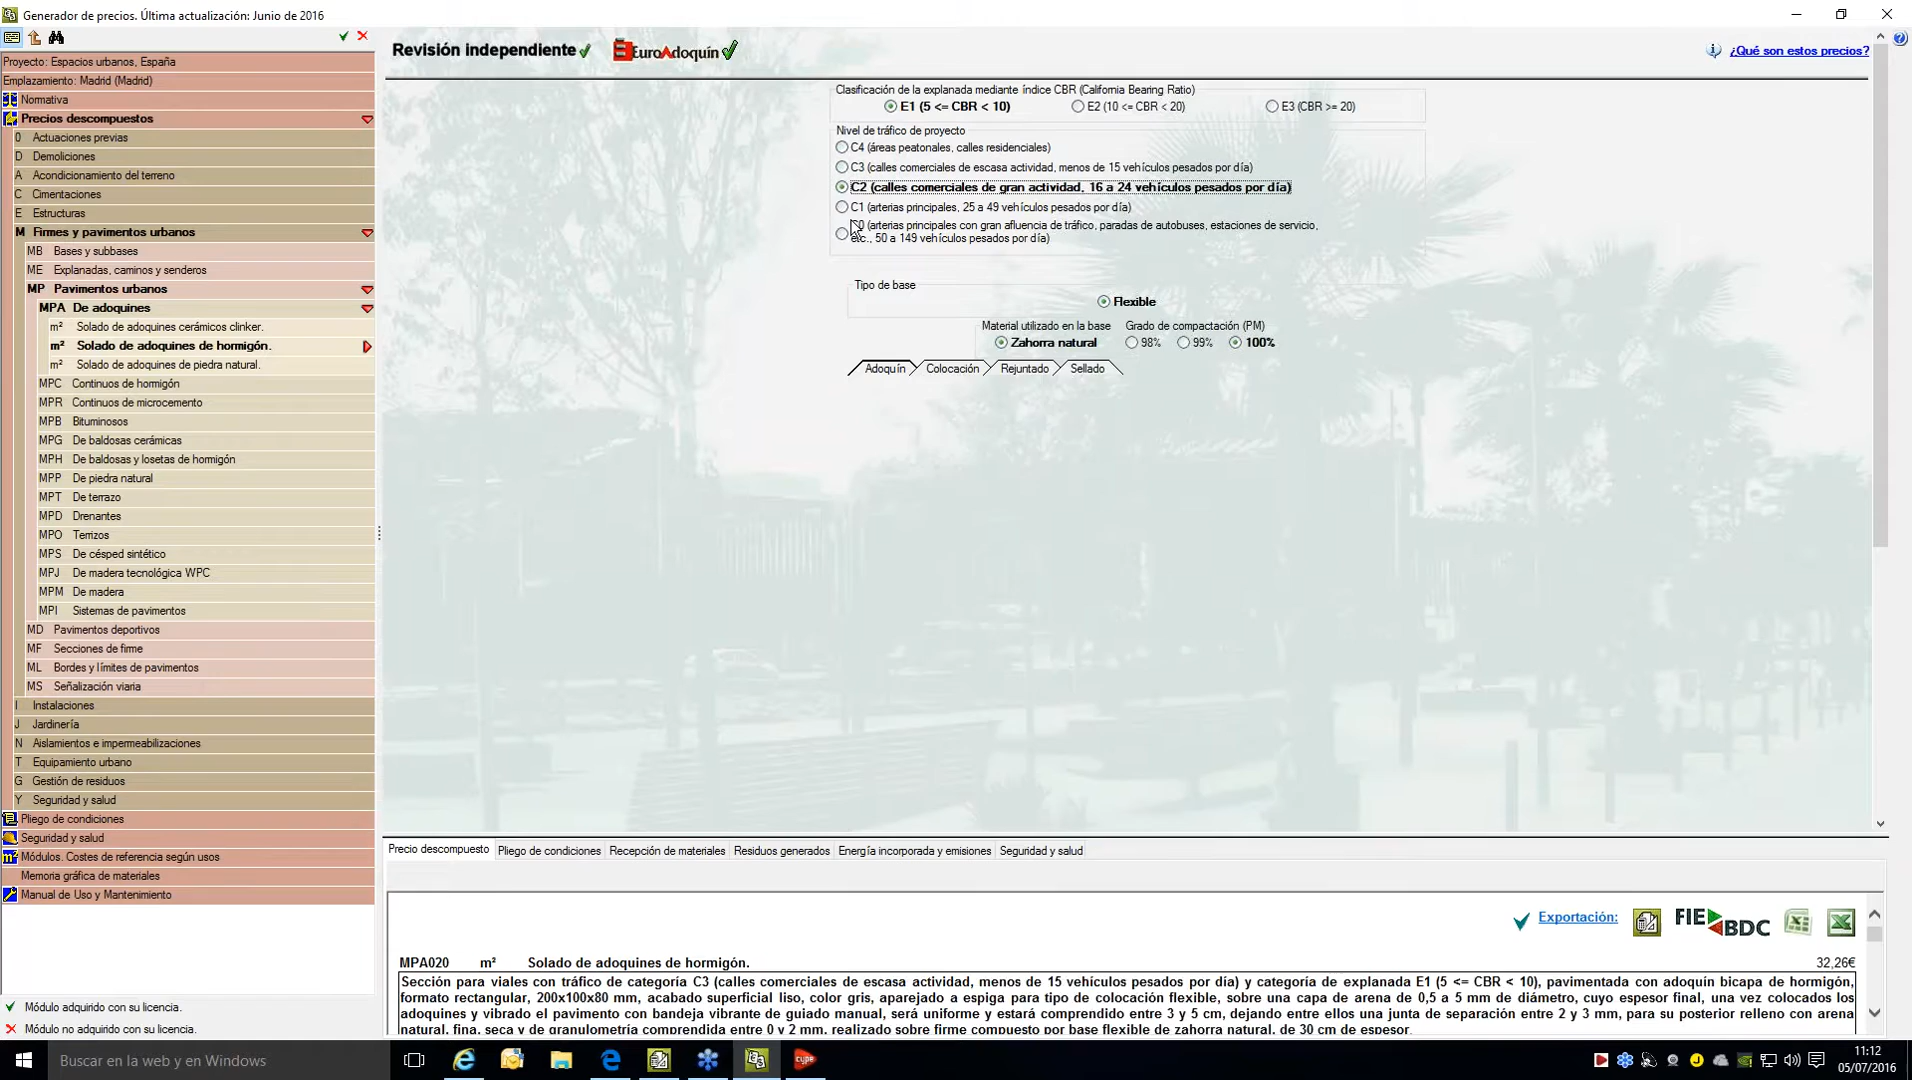 Generador de precios. Última actualización: Junio de 2016
Proyecto: Espacios urbanos, España
Emplazamiento: Madrid (Madrid)
Normativa
Precios descompuestos
0 Actuaciones previas
D Demoliciones
A Acondicionamiento del terreno
C Cimentaciones
E Estructuras
M Firmes y pavimentos urbanos
MB Bases y subbases
ME Explanadas, caminos y senderos
MP Pavimentos urbanos
MPA De adoquines
m² Solado de adoquines cerámicos clinker.
m² Solado de adoquines de hormigón.
m² Solado de adoquines de piedra natural.
MPC Continuos de hormigón
MPR Continuos de microcemento
MPB Bituminosos
MPG De baldosas cerámicas
MPH De baldosas y losetas de hormigón
MPP De piedra natural
MPT De terrazo
MPD Drenantes
MPO Terrizos
MPS De césped sintético
MPJ De madera tecnológica WPC
MPM De madera
MPI Sistemas de pavimentos
MD Pavimentos deportivos
MF Secciones de firme
ML Bordes y límites de pavimentos
MS Señalización viaria
I Instalaciones
J Jardinería
N Aislamientos e impermeabilizaciones
T Equipamiento urbano
G Gestión de residuos
Y Seguridad y salud
Pliego de condiciones
Seguridad y salud
m² Módulos. Costes de referencia según usos
Memoria gráfica de materiales
Manual de Uso y Mantenimiento
Módulo adquirido con su licencia.
Módulo no adquirido con su licencia.
Revisión independiente EuroAdoquín
¿Qué son estos precios?
Clasificación de la explanada mediante índice CBR (California Bearing Ratio)
E1 (5 <= CBR < 10) E2 (10 <= CBR < 20) E3 (CBR >= 20)
Nivel de tráfico de proyecto
C4 (áreas peatonales, calles residenciales)
C3 (calles comerciales de escasa actividad, menos de 15 vehículos pesados por día)
C2 (calles comerciales de gran actividad, 16 a 24 vehículos pesados por día)
C1 (arterias principales, 25 a 49 vehículos pesados por día)
C0 (arterias principales con gran afluencia de tráfico, paradas de autobuses, estaciones de servicio,
etc., 50 a 149 vehículos pesados por día)
Tipo de base
Flexible
Material utilizado en la base Grado de compactación (PM)
Zahorra natural 98% 99% 100%
Adoquín Colocación Rejuntado Sellado
Precio descompuesto Pliego de condiciones Recepción de materiales Residuos generados Energía incorporada y emisiones Seguridad y salud
Exportación: FIE BDC
MPA020 m² Solado de adoquines de hormigón. 32,26€
Sección para viales con tráfico de categoría C3 (calles comerciales de escasa actividad, menos de 15 vehículos pesados por día) y categoría de explanada E1 (5 <= CBR < 10), pavimentada con adoquín bicapa de hormigón,
formato rectangular, 200x100x80 mm, acabado superficial liso, color gris, aparejado a espiga para tipo de colocación flexible, sobre una capa de arena de 0,5 a 5 mm de diámetro, cuyo espesor final, una vez colocados los
adoquines y vibrado el pavimento con bandeja vibrante de guiado manual, será uniforme y estará comprendido entre 3 y 5 cm, dejando entre ellos una junta de separación entre 2 y 3 mm, para su posterior relleno con arena
natural, fina, seca y de granulometría comprendida entre 0 y 2 mm, realizado sobre firme compuesto por base flexible de zahorra natural, de 30 cm de espesor.
Buscar en la web y en Windows
cype
11:12
05/07/2016